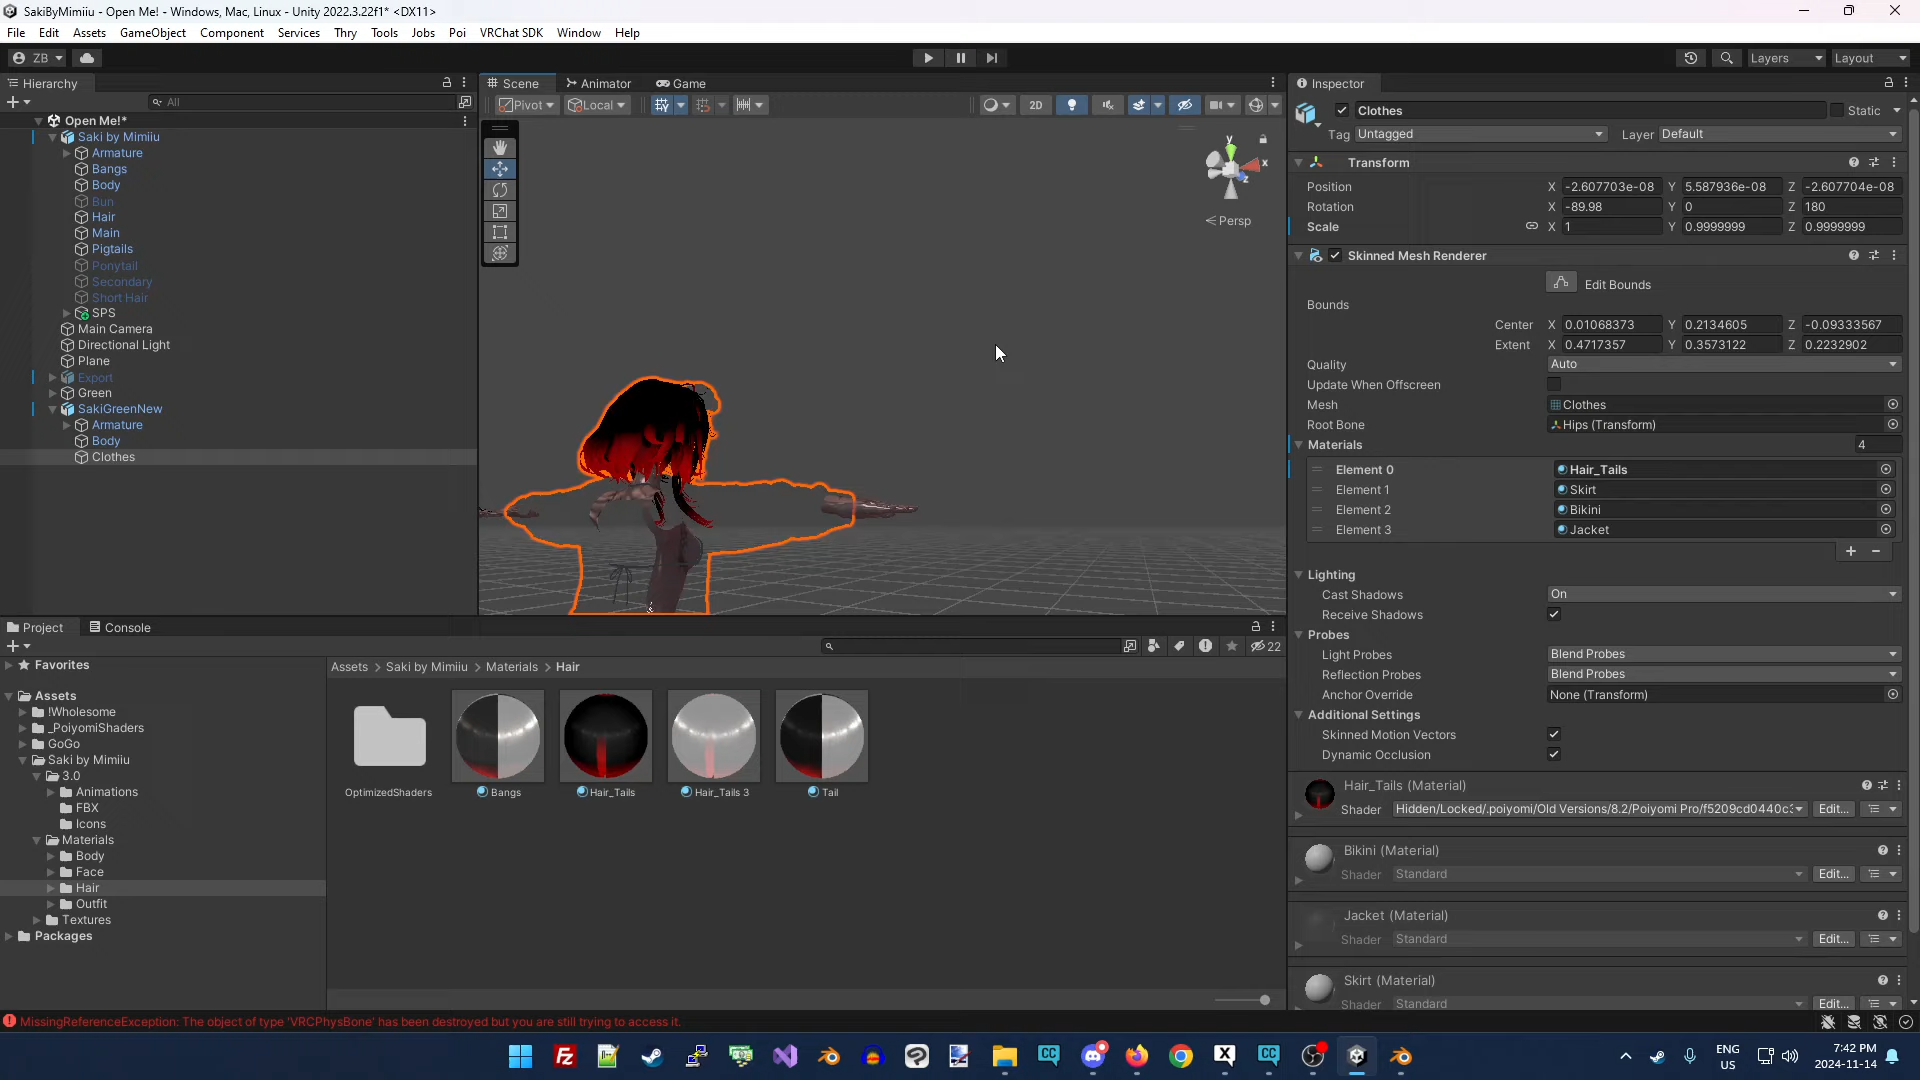 SakiByMimiiu - Open Me! - Windows, Mac, Linux - Unity 2022.3.22f1* <DX11>
File Edit Assets GameObject Component Services Thry Tools Jobs Poi VRChat SDK Window Help
ZB Layers Layout
Hierarchy
All
Open Me!*
Saki by Mimiiu
Armature
Bangs
Body
Bun
Hair
Main
Pigtails
Ponytail
Secondary
Short Hair
SPS
Main Camera
Directional Light
Plane
Export
Green
SakiGreenNew
Armature
Body
Clothes
Scene Animator Game
Pivot Local 2D
y
x
z
Persp
Inspector
Clothes Static
Tag Untagged Layer Default
Transform
Position X -2.607703e-08 Y 5.587936e-08 Z -2.607704e-08
Rotation X -89.98 Y 0 Z 180
Scale X 1 Y 0.9999999 Z 0.9999999
Skinned Mesh Renderer
Edit Bounds
Bounds
Center X 0.01068373 Y 0.2134605 Z -0.09333567
Extent X 0.4717357 Y 0.3573122 Z 0.2232902
Quality Auto
Update When Offscreen
Mesh Clothes
Root Bone Hips (Transform)
Materials 4
Element 0 Hair_Tails
Element 1 Skirt
Element 2 Bikini
Element 3 Jacket
Lighting
Cast Shadows On
Receive Shadows
Probes
Light Probes Blend Probes
Reflection Probes Blend Probes
Anchor Override None (Transform)
Additional Settings
Skinned Motion Vectors
Dynamic Occlusion
Hair_Tails (Material)
Shader Hidden/Locked/.poiyomi/Old Versions/8.2/Poiyomi Pro/f5209cd0440c3 Edit...
Bikini (Material)
Shader Standard Edit...
Jacket (Material)
Shader Standard Edit...
Skirt (Material)
Shader Standard Edit...
Project Console
22
Favorites
Assets
!Wholesome
_PoiyomiShaders
GoGo
Saki by Mimiiu
3.0
Animations
FBX
Icons
Materials
Body
Face
Hair
Outfit
Textures
Packages
Assets > Saki by Mimiiu > Materials > Hair
OptimizedShaders Bangs Hair_Tails Hair_Tails 3 Tail
MissingReferenceException: The object of type 'VRCPhysBone' has been destroyed but you are still trying to access it.
ENG
US
7:42 PM
2024-11-14